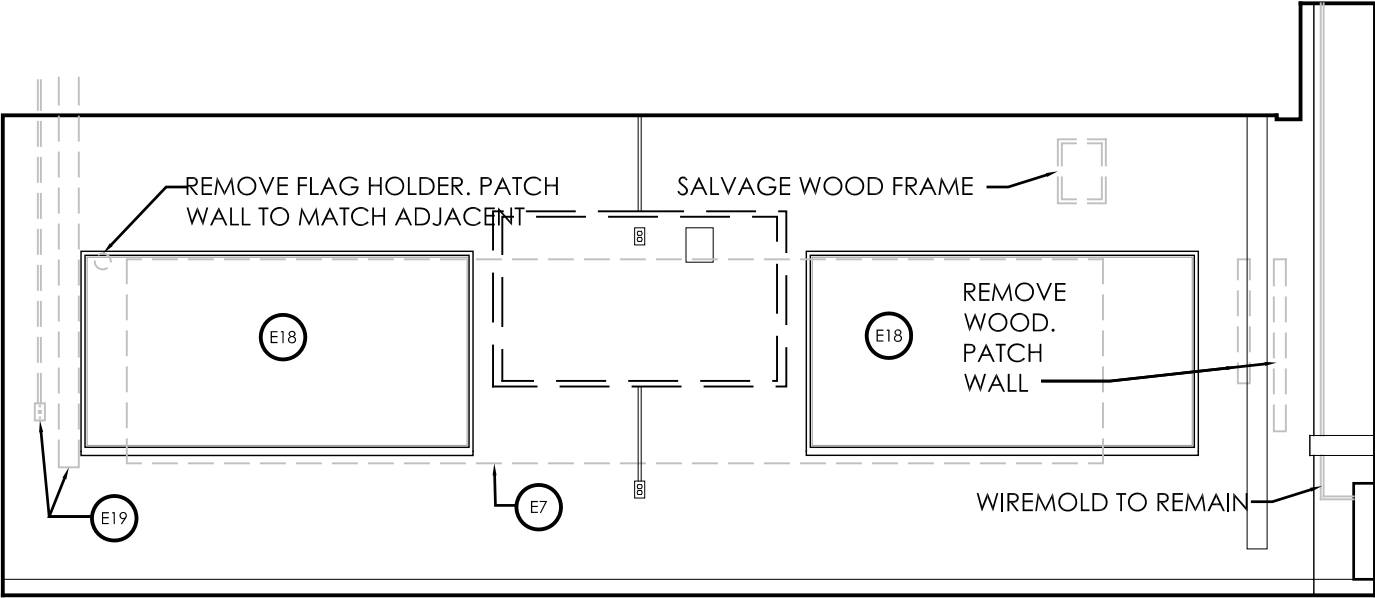 REMOVE FLAG HOLDER. PATCH
WALL TO MATCH ADJACENT
SALVAGE WOOD FRAME
E18
E18
REMOVE
WOOD.
PATCH
WALL
WIREMOLD TO REMAIN
E19
E7